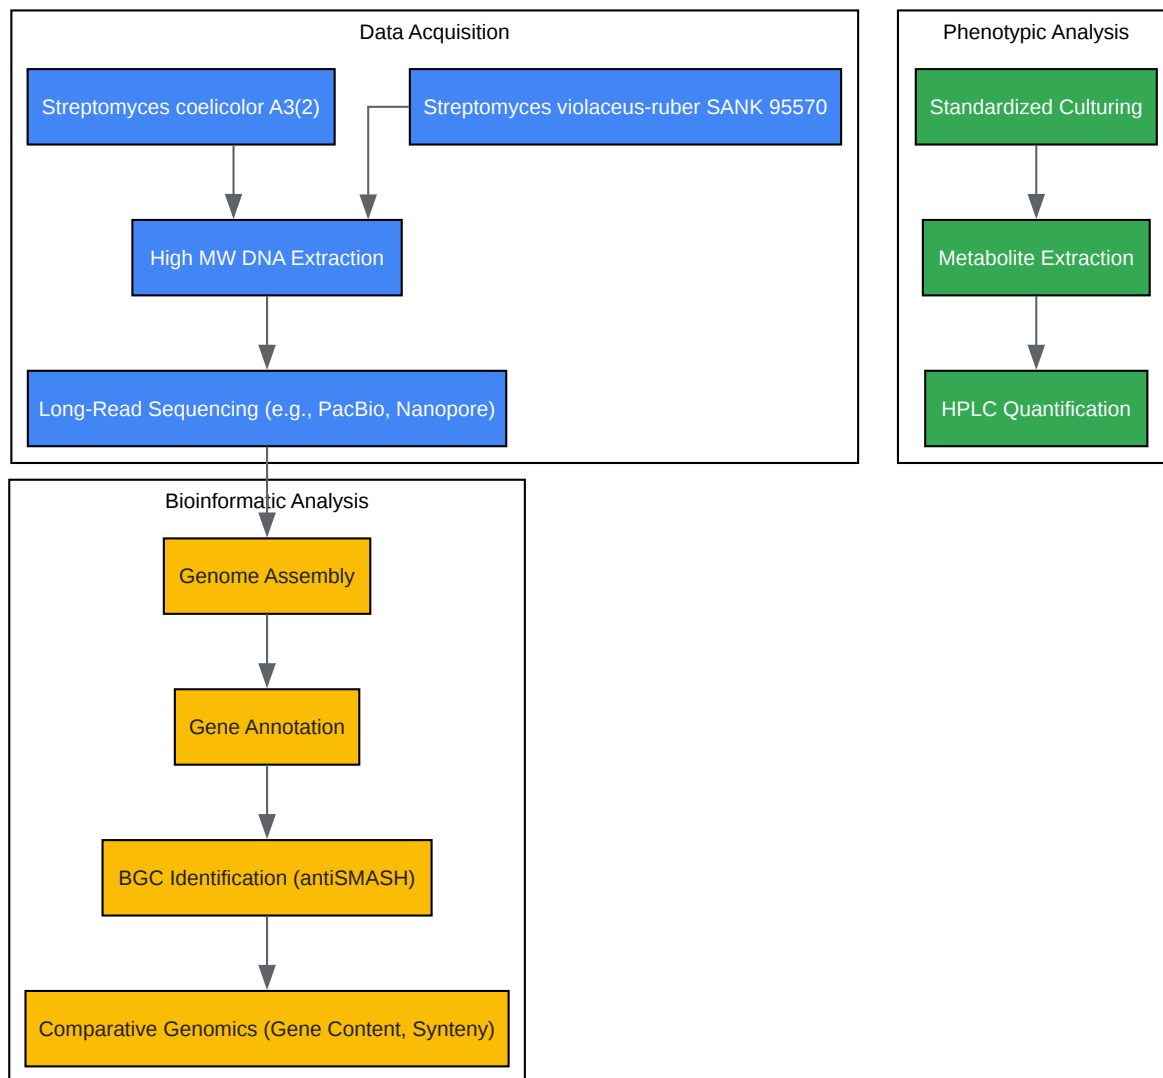 Data Acquisition
Streptomyces coelicolor A3(2)
Streptomyces violaceus-ruber SANK 95570
High MW DNA Extraction
Long-Read Sequencing (e.g., PacBio, Nanopore)
Phenotypic Analysis
Standardized Culturing
Metabolite Extraction
HPLC Quantification
Bioinformatic Analysis
Genome Assembly
Gene Annotation
BGC Identification (antiSMASH)
Comparative Genomics (Gene Content, Synteny)